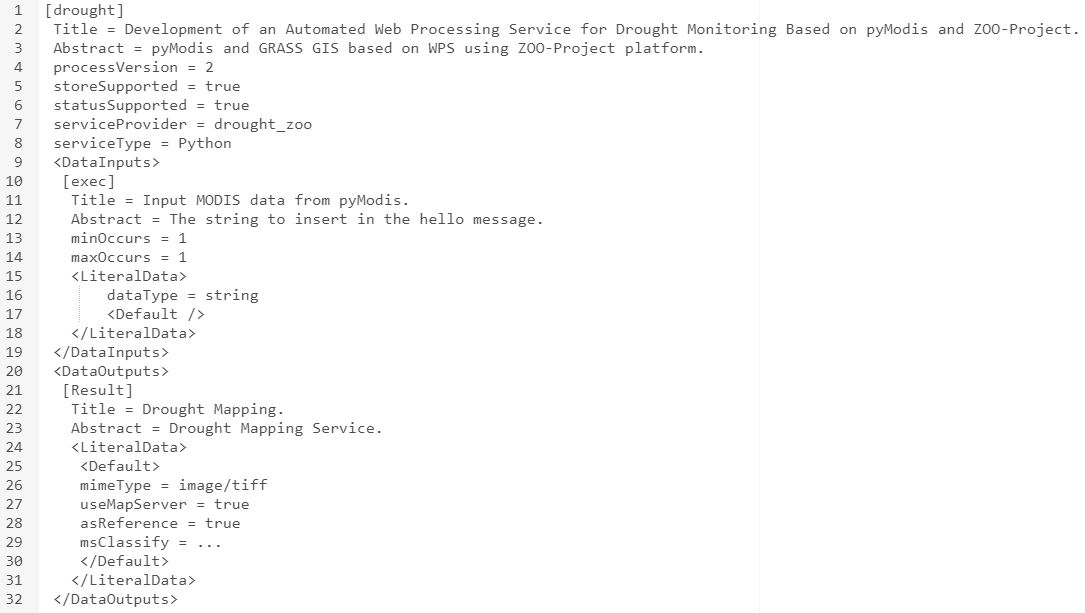 1 [drought]
2 Title = Development of an Automated Web Processing Service for Drought Monitoring Based on pyModis and ZOO-Project.
3 Abstract = pyModis and GRASS GIS based on WPS using ZOO-Project platform.
4 processVersion = 2
5 storeSupported = true
6 statusSupported = true
7 serviceProvider = drought_zoo
8 serviceType = Python
9 <DataInputs>
10 [exec]
11 Title = Input MODIS data from pyModis.
12 Abstract = The string to insert in the hello message.
13 minOccurs = 1
14 maxOccurs = 1
15 <LiteralData>
16 dataType = string
17 <Default />
18 </LiteralData>
19 </DataInputs>
20 <DataOutputs>
21 [Result]
22 Title = Drought Mapping.
23 Abstract = Drought Mapping Service.
24 <LiteralData>
25 <Default>
26 mimeType = image/tiff
27 useMapServer = true
28 asReference = true
29 msClassify = ...
30 </Default>
31 </LiteralData>
32 </DataOutputs>